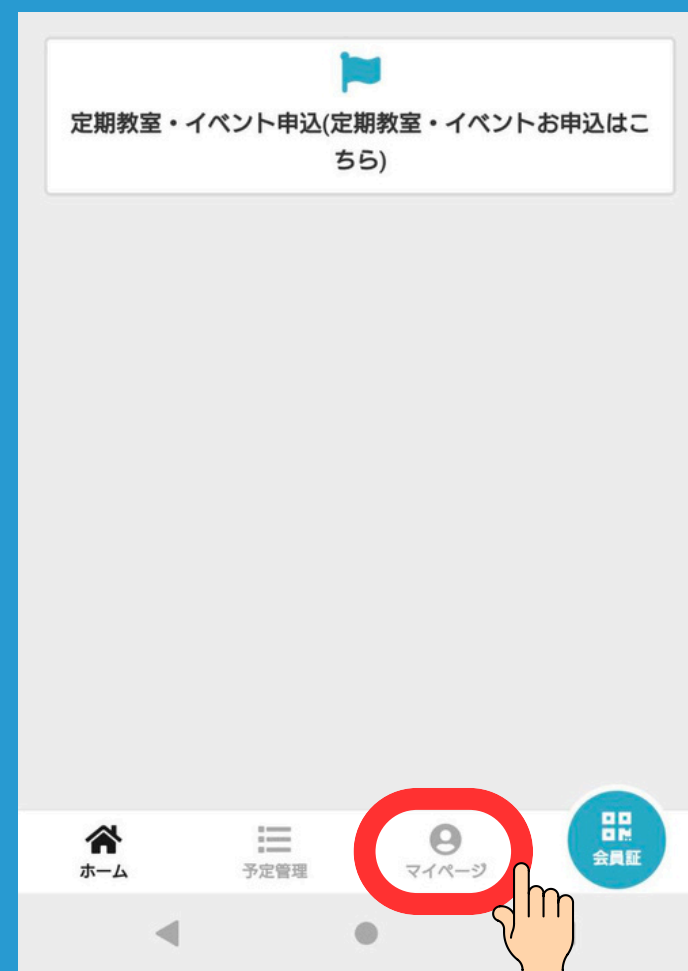 定期教室・イベント申込(定期教室・イベントお申込はこ
ちら)
ホーム
予定管理
マイページ
会員証